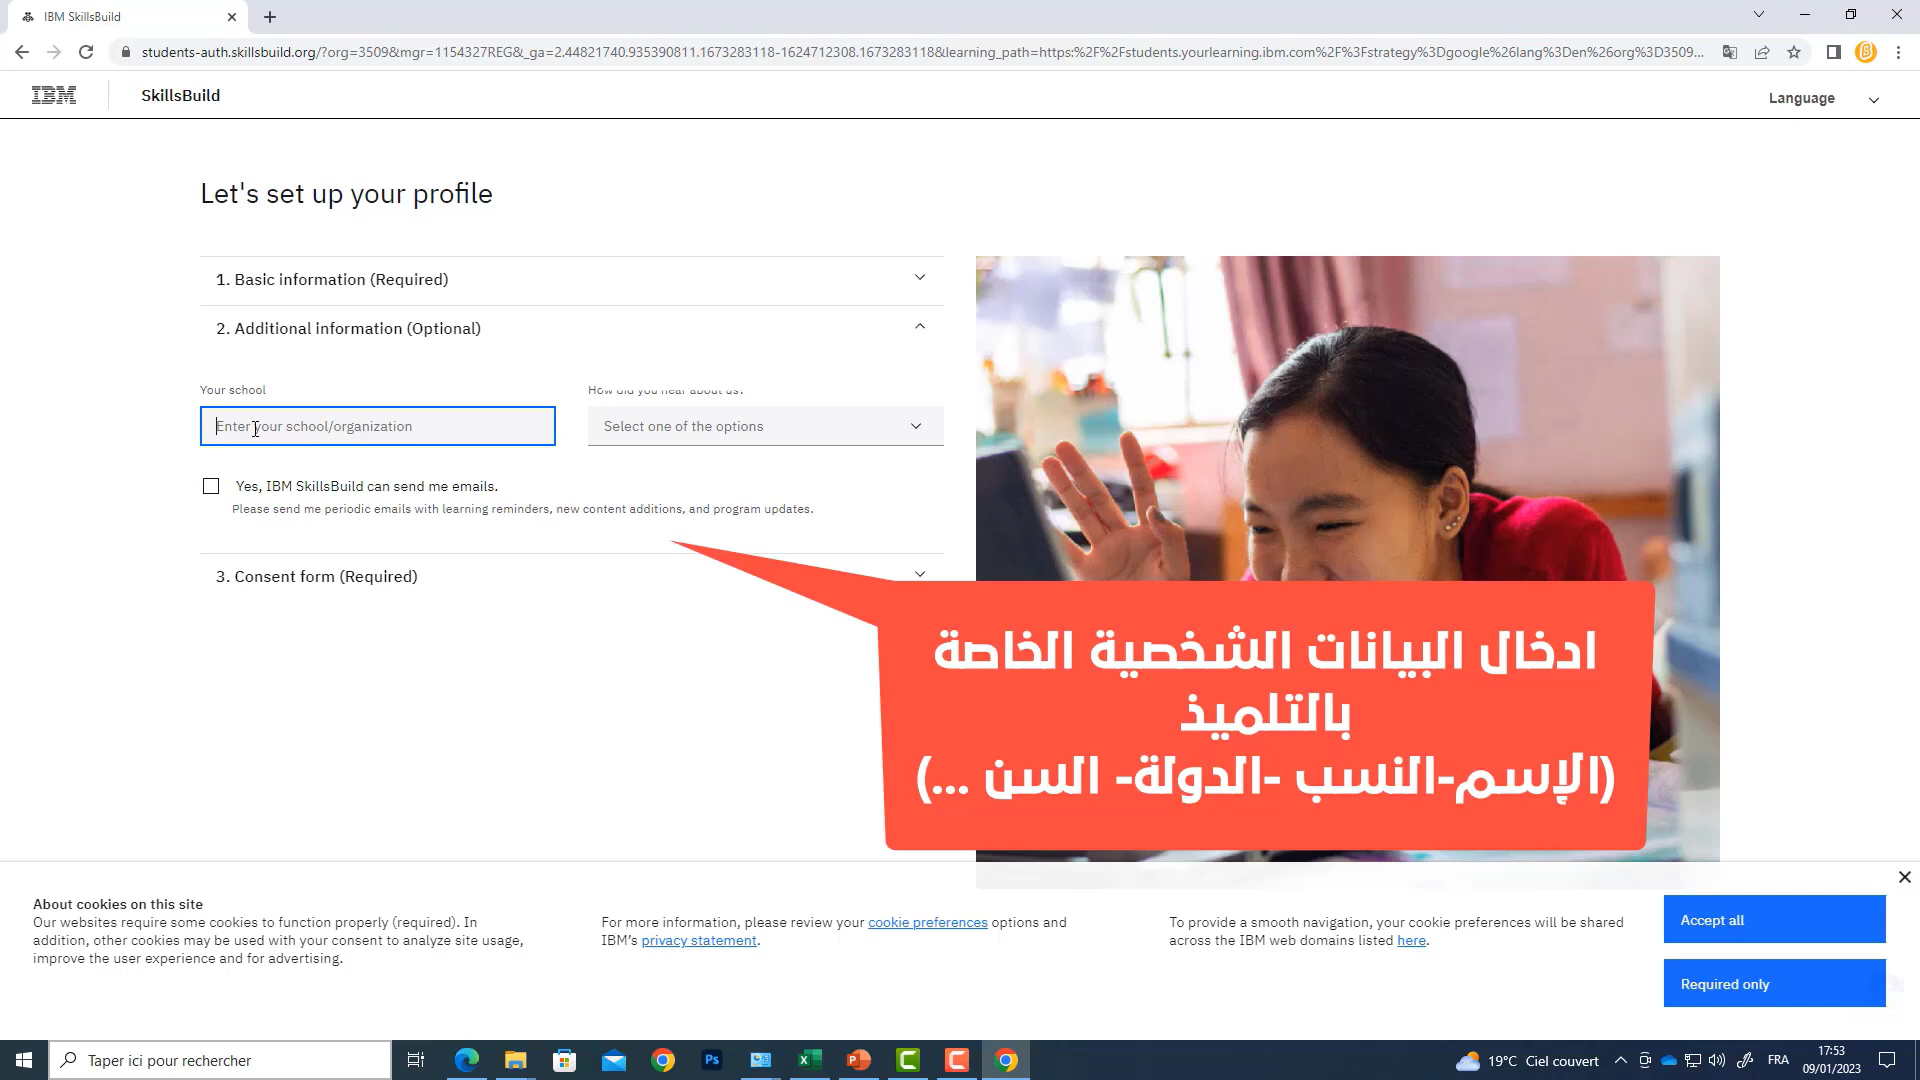 IBM SkillsBuild
students-auth.skillsbuild.org/?org=3509&mgr=1154327REG&_ga=2.44821740.935390811.1673283118-1624712308.1673283118&learning_path=https:%2F%2Fstudents.yourlearning.ibm.com%2F%3Fstrategy%3Dgoogle%26lang%3Den%26org%3D3509...
IBM
SkillsBuild
Language
Let's set up your profile
1. Basic information (Required)
2. Additional information (Optional)
Your school
How did you hear about us?
Enter your school/organization
Select one of the options
Yes, IBM SkillsBuild can send me emails.
Please send me periodic emails with learning reminders, new content additions, and program updates.
3. Consent form (Required)
ادخال البيانات الشخصية الخاصة
بالتلميذ
(الإسم-النسب -الدولة- السن ...)
About cookies on this site
Our websites require some cookies to function properly (required). In
addition, other cookies may be used with your consent to analyze site usage,
improve the user experience and for advertising.
For more information, please review your cookie preferences options and
IBM's privacy statement.
To provide a smooth navigation, your cookie preferences will be shared
across the IBM web domains listed here.
Accept all
Required only
Taper ici pour rechercher
Ps
19°C Ciel couvert
FRA
17:53
09/01/2023